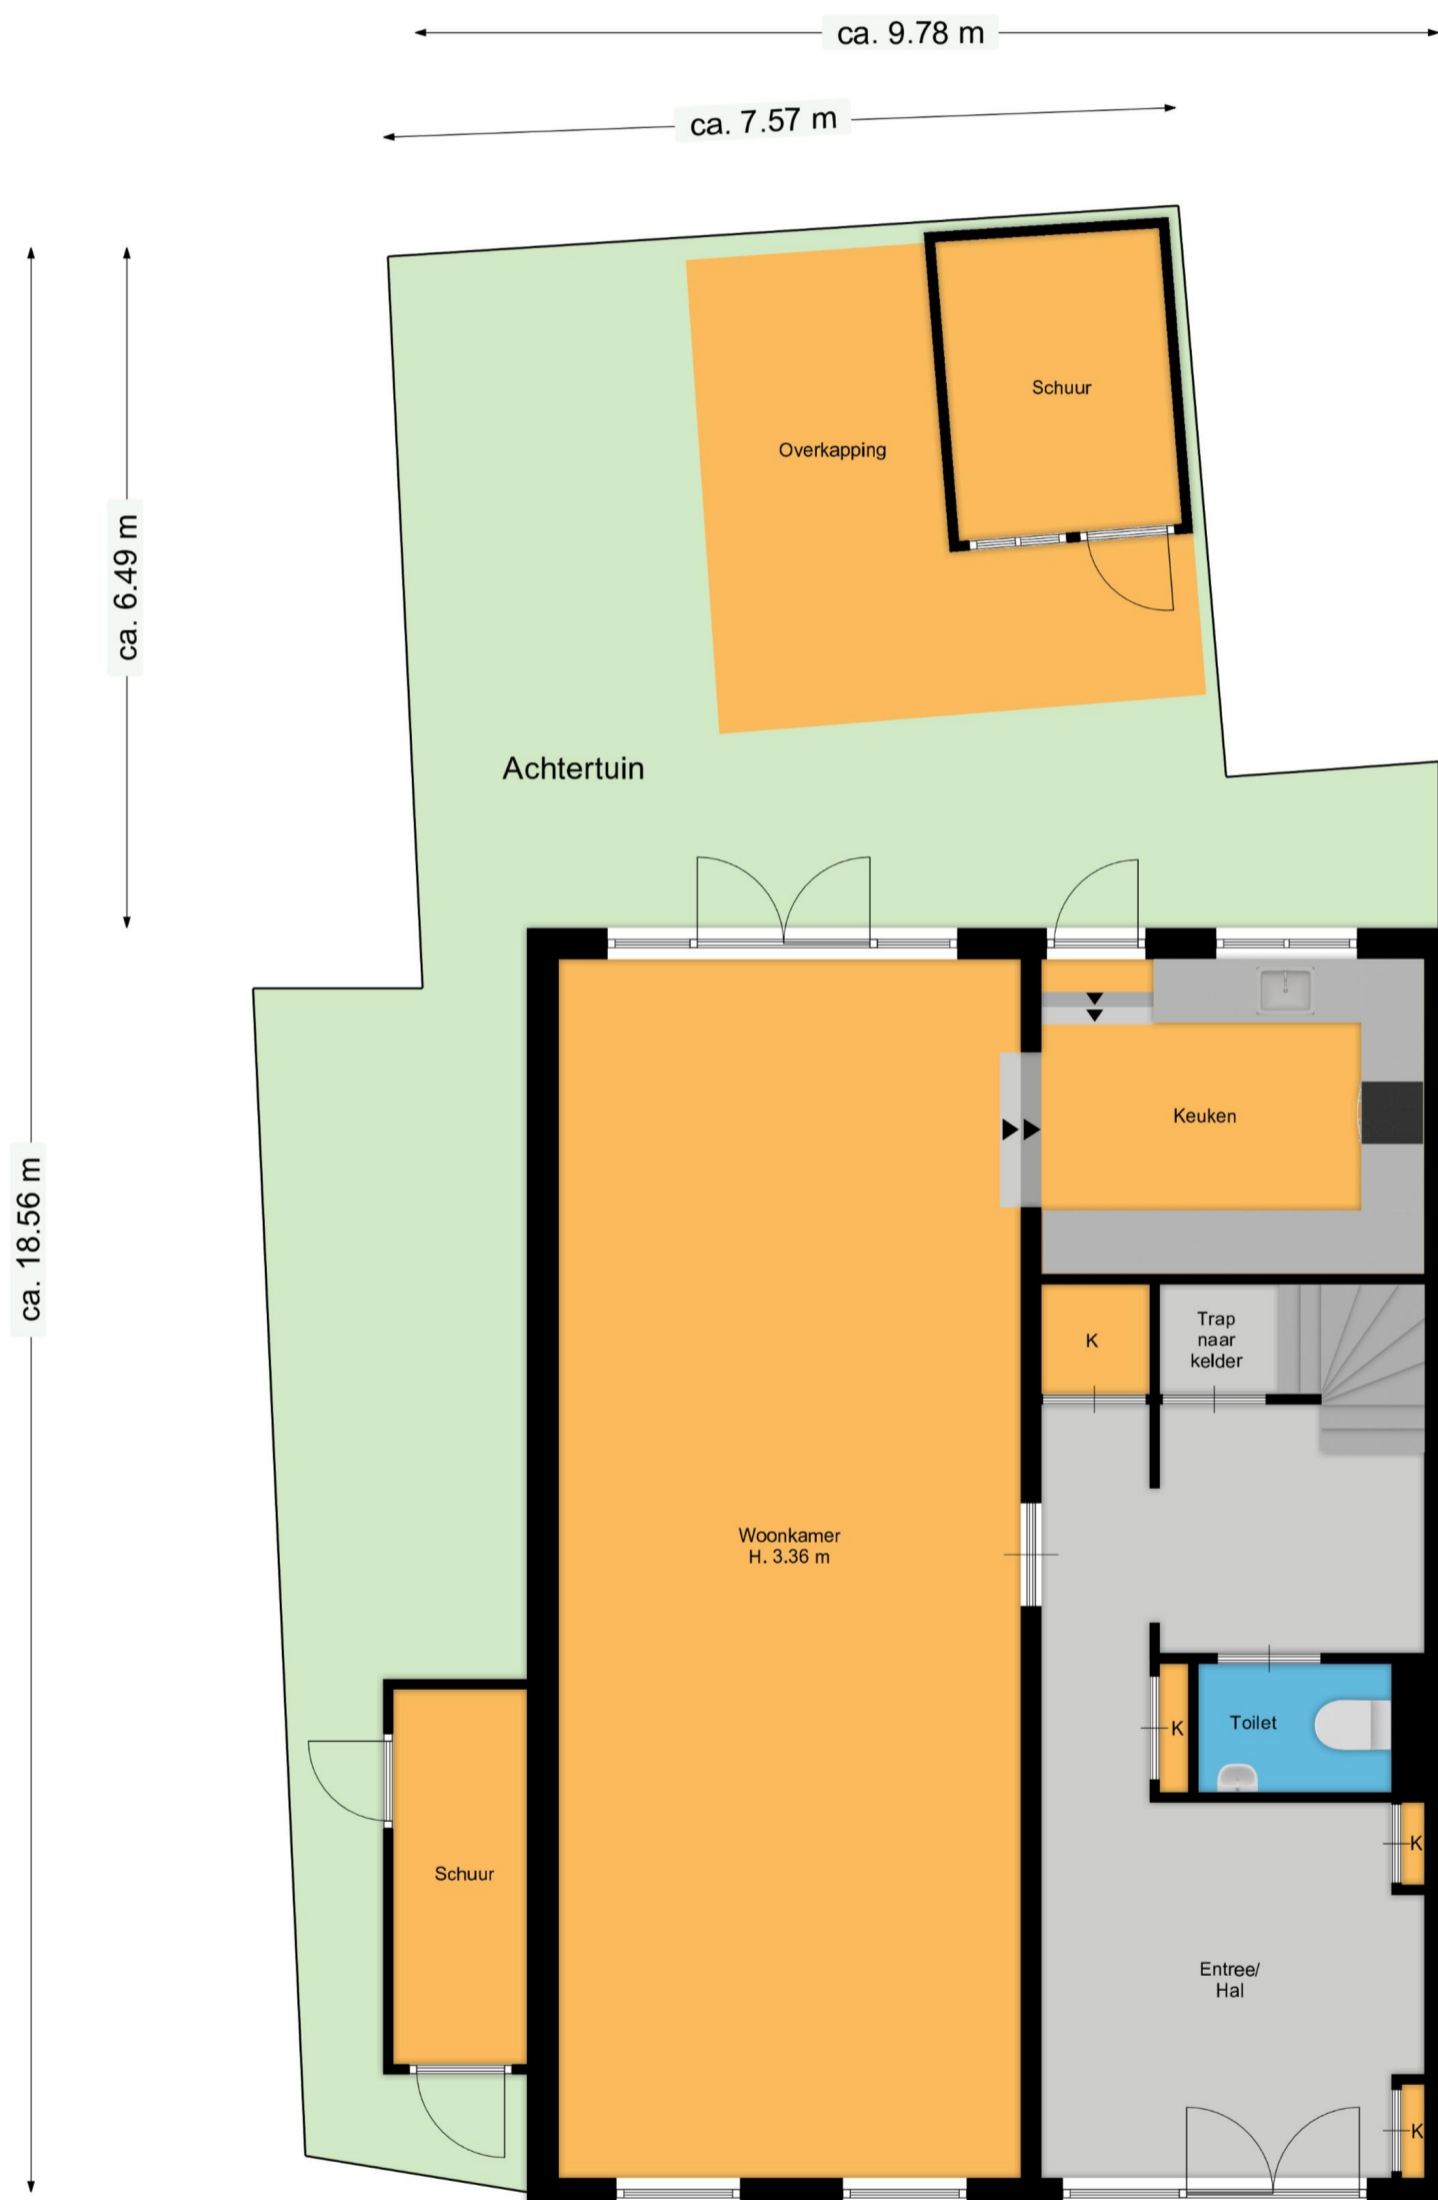 ca. 9.78 m
ca. 7.57 m
Schuur
Overkapping
ca. 6.49 m
Achtertuin
Keuken
ca. 18.56 m
K
Trap
naar
kelder
Woonkamer
H. 3.36 m
K
Toilet
K
Schuur
Entree/
Hal
K